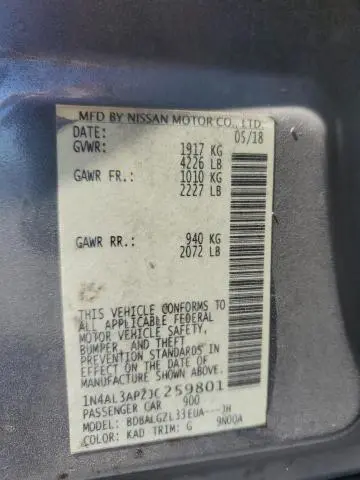 MFD BY NISSAN MOTOR CO., LTD.
DATE: 05/18
GVWR: 1917 KG
4226 LB
GAWR FR.: 1010 KG
2227 LB
GAWR RR.: 940 KG
2072 LB
THIS VEHICLE CONFORMS TO
ALL APPLICABLE FEDERAL
MOTOR VEHICLE SAFETY,
BUMPER, AND THEFT
PREVENTION STANDARDS IN
EFFECT ON THE DATE OF
MANUFACTURE SHOWN ABOVE.
1N4AL3AP2JC259801
PASSENGER CAR 900
MODEL: BDBALGZL33EUA----JH
COLOR: KAD TRIM: G 9N00A